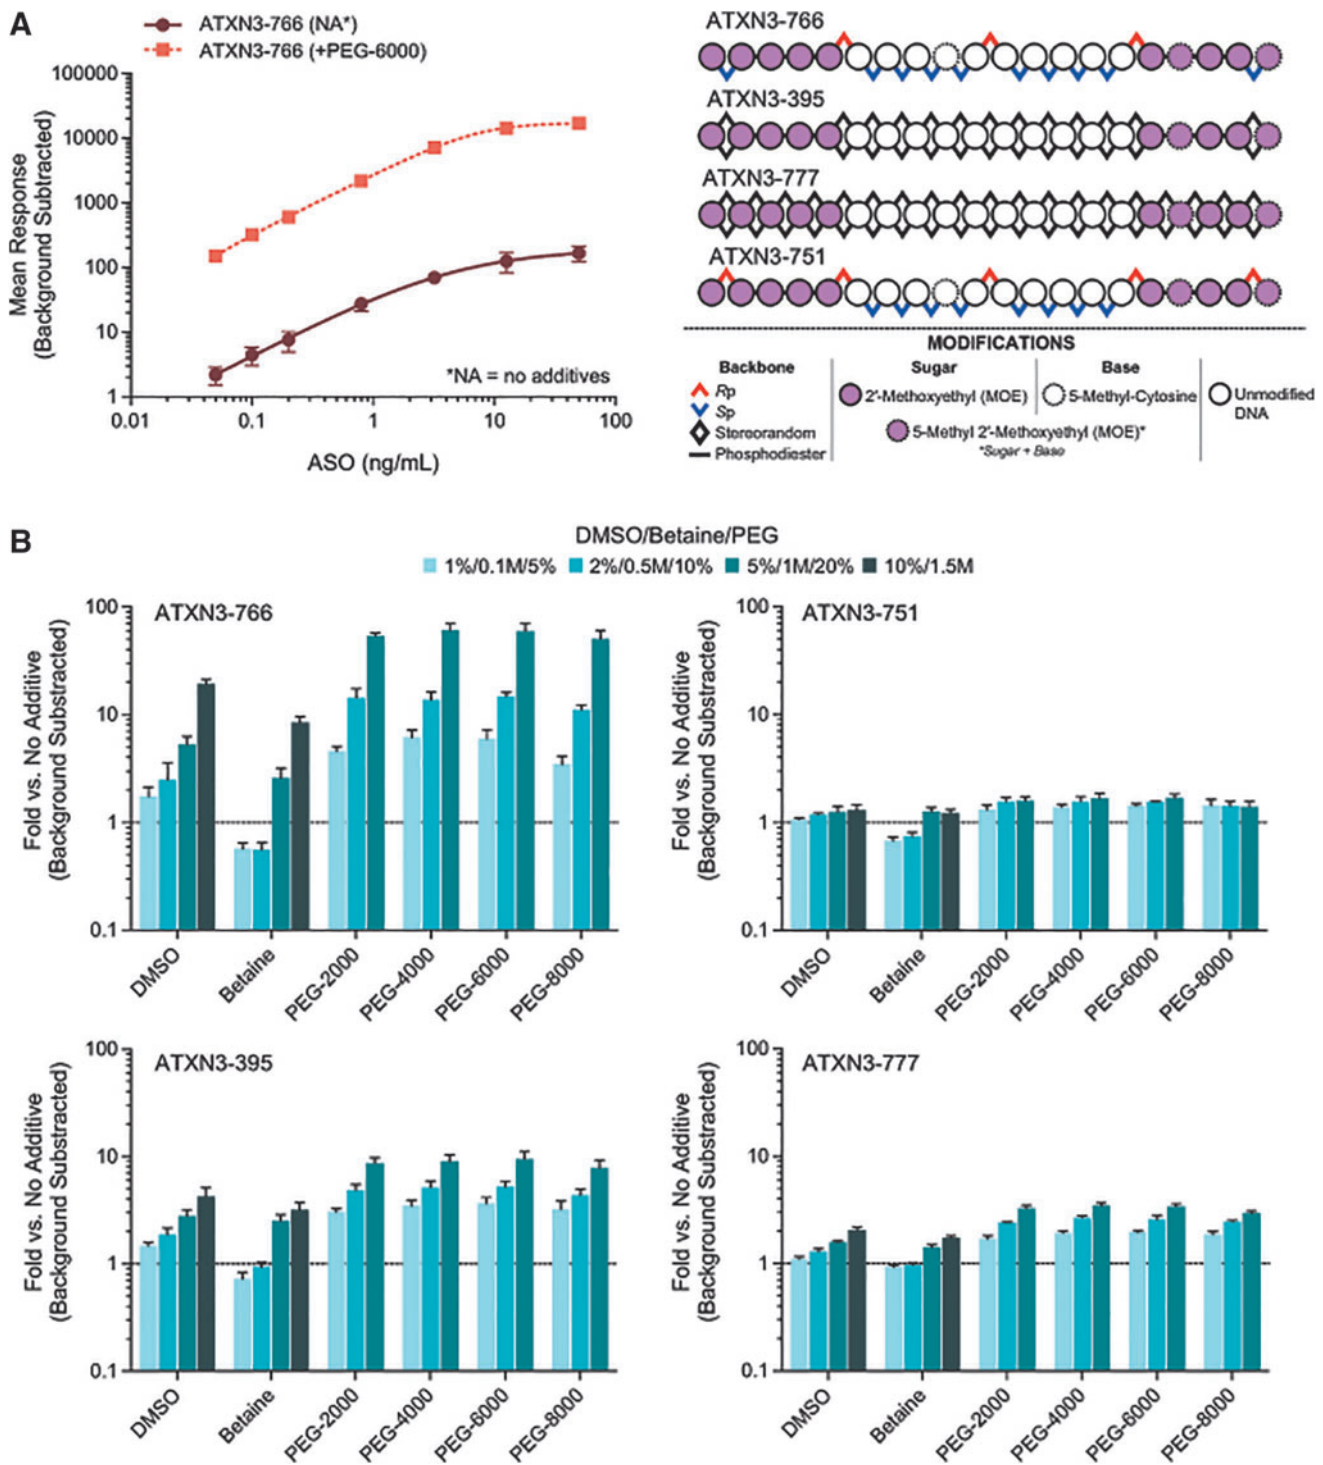 A
ATXN3-766 (NA*)
ATXN3-766 (+PEG-6000)
Mean Response
(Background Subtracted)
100000
10000
1000
100
10
1
0.01
0.1
1
10
100
*NA = no additives
ASO (ng/mL)
ATXN3-766
ATXN3-395
ATXN3-777
ATXN3-751
MODIFICATIONS
Backbone
Rp
Sp
Stereorandom
Phosphodiester
Sugar
2'-Methoxyethyl (MOE)
Base
5-Methyl-Cytosine
5-Methyl 2'-Methoxyethyl (MOE)*
*Sugar + Base
Unmodified
DNA
B
DMSO/Betaine/PEG
1%/0.1M/5%
2%/0.5M/10%
5%/1M/20%
10%/1.5M
ATXN3-766
Fold vs. No Additive
(Background Substracted)
100
10
1
0.1
DMSO
Betaine
PEG-2000
PEG-4000
PEG-6000
PEG-8000
ATXN3-751
Fold vs. No Additive
(Background Substracted)
100
10
1
0.1
DMSO
Betaine
PEG-2000
PEG-4000
PEG-6000
PEG-8000
ATXN3-395
Fold vs. No Additive
(Background Substracted)
100
10
1
0.1
DMSO
Betaine
PEG-2000
PEG-4000
PEG-6000
PEG-8000
ATXN3-777
Fold vs. No Additive
(Background Substracted)
100
10
1
0.1
DMSO
Betaine
PEG-2000
PEG-4000
PEG-6000
PEG-8000